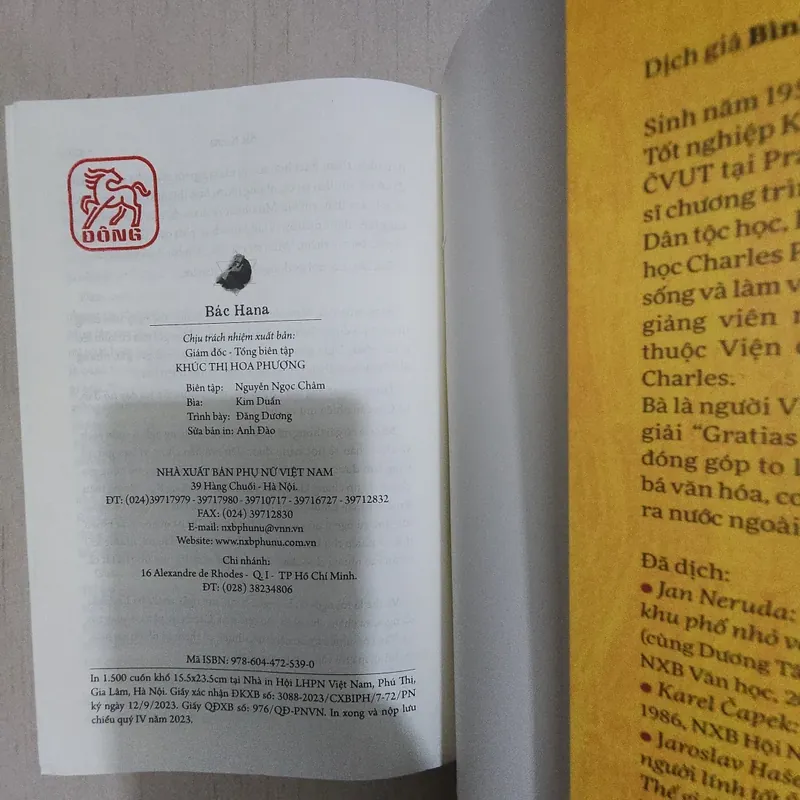 ĐÔNG
Bác Hana
Chịu trách nhiệm xuất bản:
Giám đốc - Tổng biên tập
KHÚC THỊ HOA PHƯỢNG
Biên tập: Nguyễn Ngọc Châm
Bìa: Kim Duẩn
Trình bày: Đăng Dương
Sửa bản in: Anh Đào
NHÀ XUẤT BẢN PHỤ NỮ VIỆT NAM
39 Hàng Chuối - Hà Nội.
ĐT: (024)39717979 - 39717980 - 39710717 - 39716727 - 39712832
FAX: (024) 39712830
E-mail: nxbphunu@vnn.vn
Website: www.nxbphunu.com.vn
Chi nhánh:
16 Alexandre de Rhodes - Q. I - TP Hồ Chí Minh.
ĐT: (028) 38234806
Mã ISBN: 978-604-472-539-0
In 1.500 cuốn khổ 15.5x23.5cm tại Nhà in Hội LHPN Việt Nam, Phú Thị,
Gia Lâm, Hà Nội. Giấy xác nhận ĐKXB số: 3088-2023/CXBIPH/7-72/PN
ký ngày 12/9/2023. Giấy QĐXB số: 976/QĐ-PNVN. In xong và nộp lưu
chiểu quý IV năm 2023.
Dịch giả
Sinh năm
Tốt nghiệp
ČVUT tại
sĩ chương
Dân tộc học,
học Charles
sống và làm
giảng viên
thuộc Viện
Charles.
Bà là người
giải "Gratias
đóng góp to
bá văn hóa,
ra nước ngoài
Đã dịch:
• Jan Neruda:
khu phố nhỏ
(cùng Dương
NXB Văn học,
• Karel Čapek:
1986, NXB Hội
• Jaroslav
người lính tốt